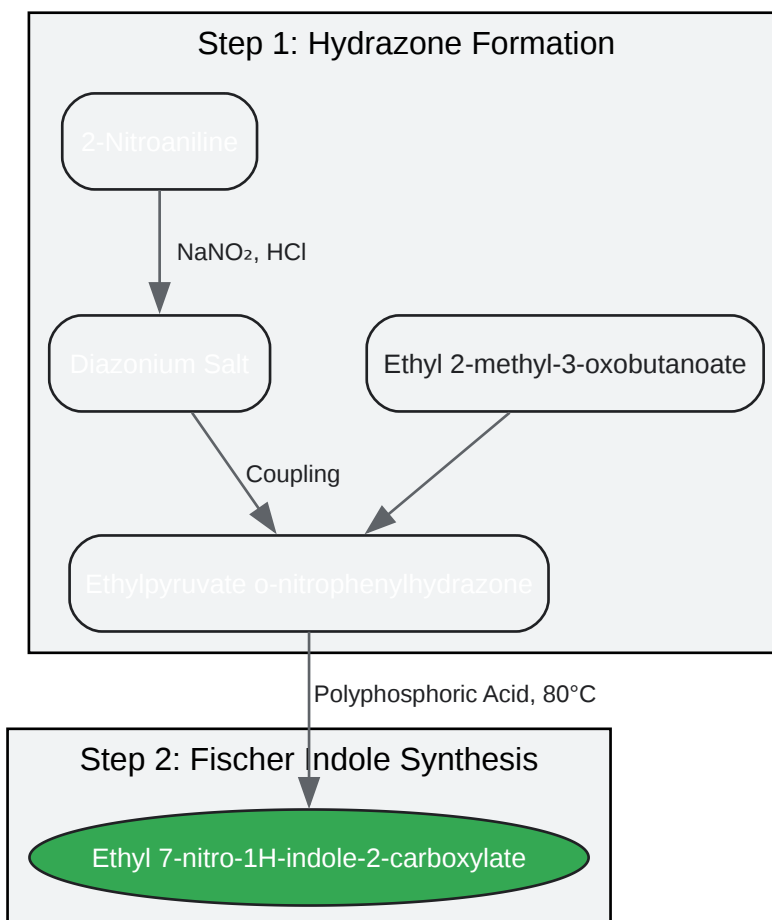 Step 1: Hydrazone Formation
2-Nitroaniline
NaNO₂, HCl
Diazonium Salt
Ethyl 2-methyl-3-oxobutanoate
Coupling
Ethylpyruvate o-nitrophenylhydrazone
Polyphosphoric Acid, 80°C
Step 2: Fischer Indole Synthesis
Ethyl 7-nitro-1H-indole-2-carboxylate